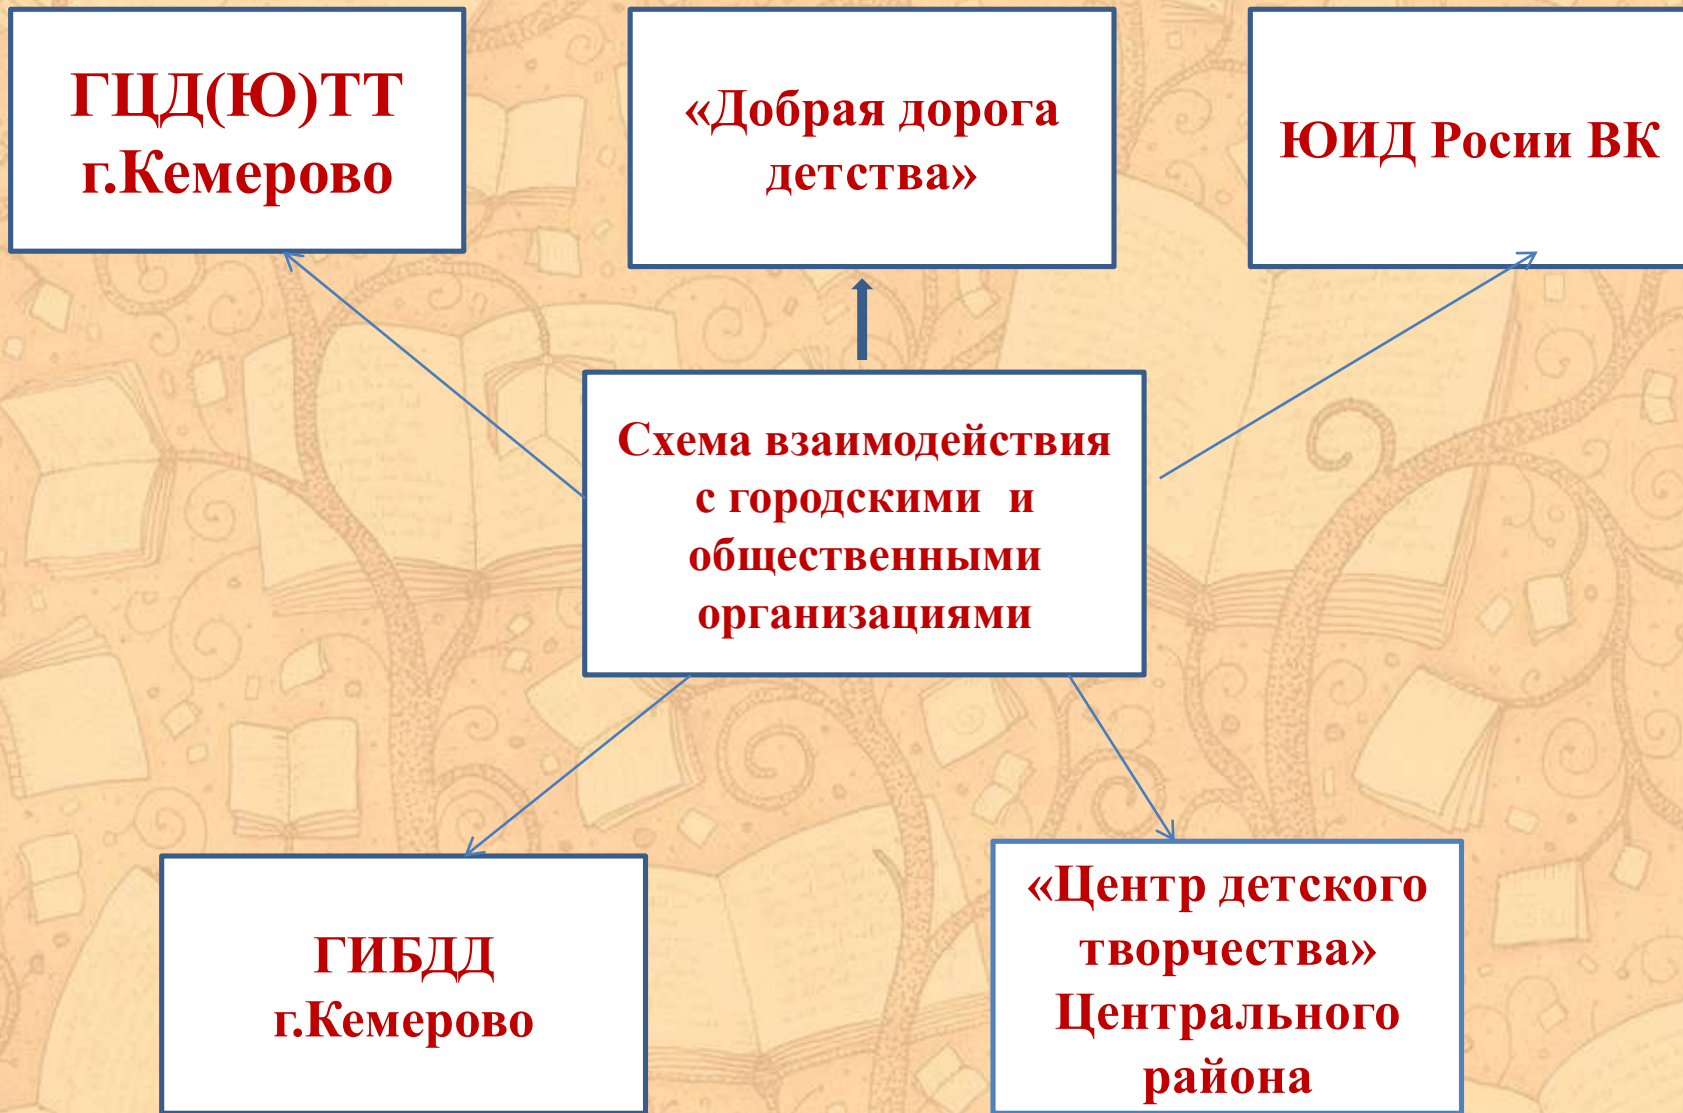 ГЦД(Ю)ТТ
г.Кемерово
«Добрая дорога
детства»
ЮИД Росии ВК
Схема взаимодействия
с городскими и
общественными
организациями
ГИБДД
г.Кемерово
«Центр детского
творчества»
Центрального
района